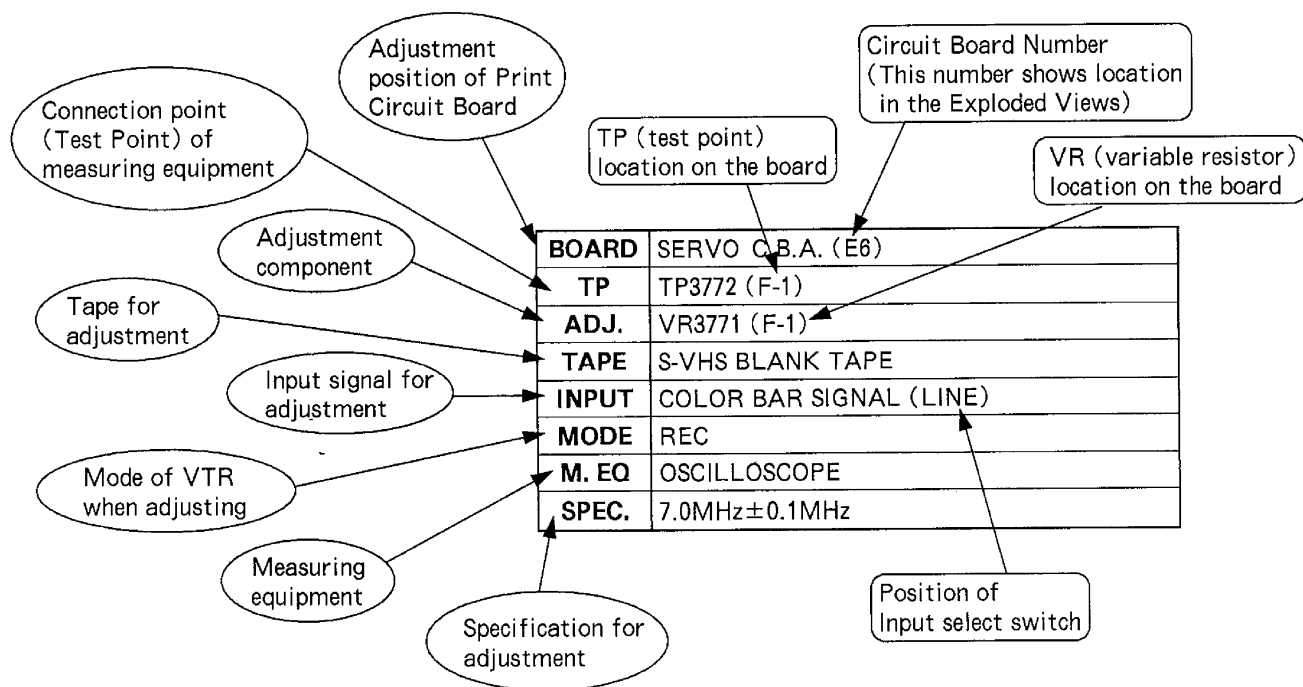 Adjustment
position of Print
Circuit Board
Circuit Board Number
(This number shows location
in the Exploded Views)
Connection point
(Test Point) of
measuring equipment
TP (test point)
location on the board
VR (variable resistor)
location on the board
Adjustment
component
Tape for
adjustment
Input signal for
adjustment
Mode of VTR
when adjusting
Measuring
equipment
Specification for
adjustment
BOARD SERVO C.B.A. (E6)
TP TP3772 (F-1)
ADJ. VR3771 (F-1)
TAPE S-VHS BLANK TAPE
INPUT COLOR BAR SIGNAL (LINE)
MODE REC
M. EQ OSCILLOSCOPE
SPEC. 7.0MHz±0.1MHz
Position of
Input select switch